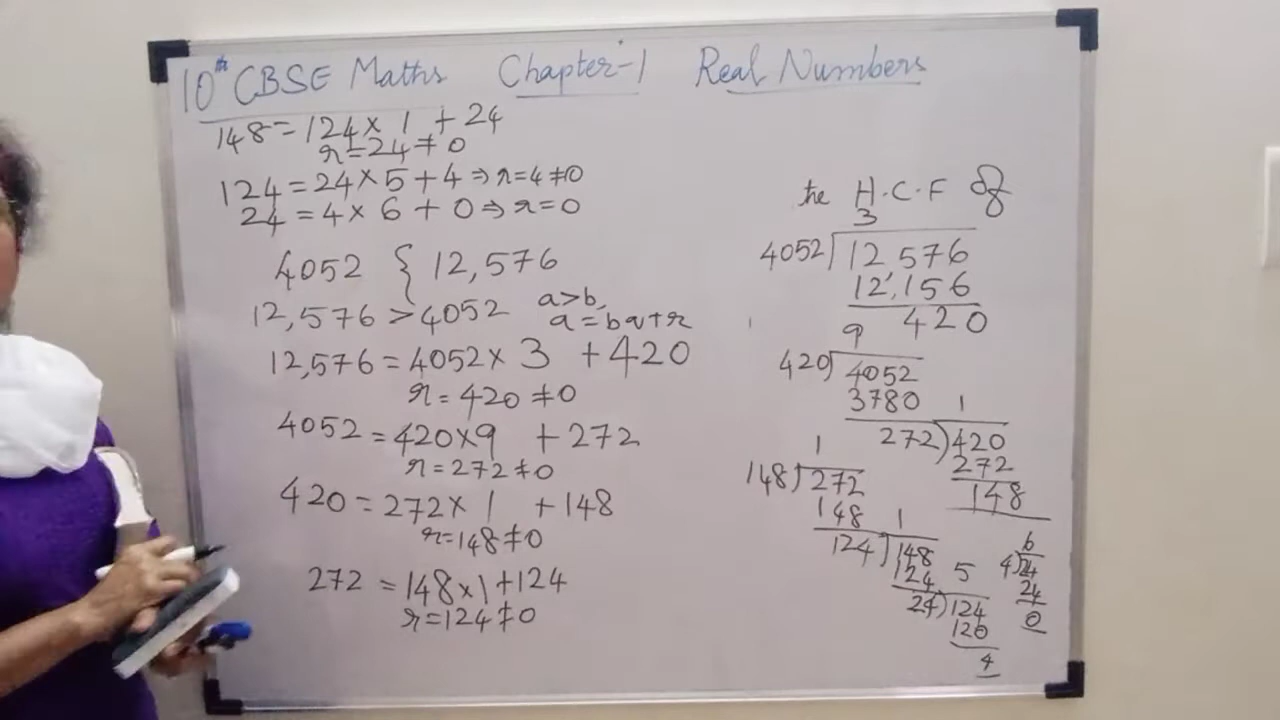 10th CBSE Maths Chapter-1 Real Numbers
148=124×1+24
r=24≠0
124=24×5+4⇒r=4≠0
24=4×6+0⇒r=0
4052 { 12,576
12,576>4052 a>b,
a=bq+r
12,576=4052×3+420
r=420≠0
4052=420×9+272
r=272≠0
420=272×1+148
r=148≠0
272=148×1+124
r=124≠0
the H.C.F of
3
4052)12576
12,156
420
9
420)4052
3780 1
272)420
272
148
1
148)272
148 1
124)148
124 5
24)124
120
4
6
4)24
24
0